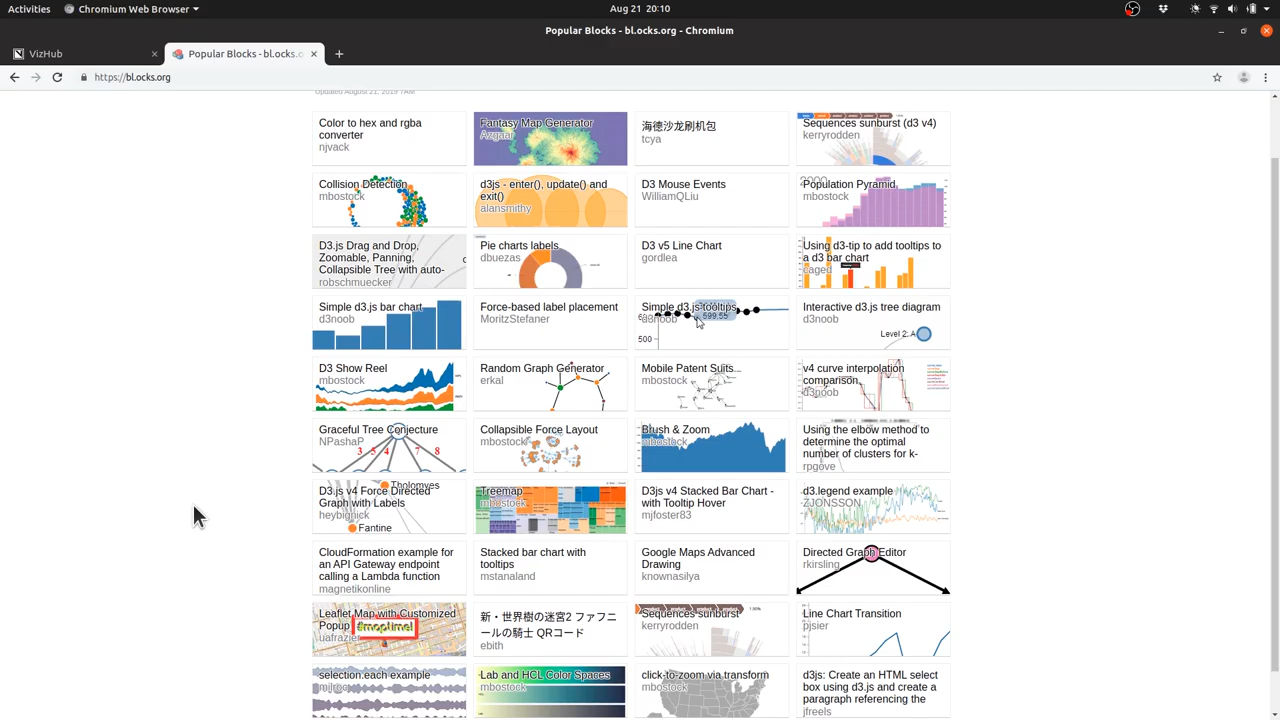 Activities
Chromium Web Browser
Aug 21 20:10
Popular Blocks - bl.ocks.org - Chromium
VizHub
Popular Blocks - bl.ocks.o
https://bl.ocks.org
Updated August 21, 2019 7AM
Color to hex and rgba
converter
njvack
Fantasy Map Generator
Azgaar
海德沙龙刷机包
tcya
Sequences sunburst (d3 v4)
kerryrodden
Collision Detection
mbostock
d3js - enter(), update() and
exit()
alansmithy
D3 Mouse Events
WilliamQLiu
2000
Population Pyramid
mbostock
D3.js Drag and Drop,
Zoomable, Panning,
Collapsible Tree with auto-
robschmuecker
Pie charts labels
dbuezas
D3 v5 Line Chart
gordlea
Using d3-tip to add tooltips to
a d3 bar chart
caged
Simple d3.js bar chart
d3noob
Force-based label placement
MoritzStefaner
Simple d3.js tooltips
d3noob
599.55
500
Interactive d3.js tree diagram
d3noob
Level 2: A
D3 Show Reel
mbostock
Random Graph Generator
erkal
Mobile Patent Suits
mbostock
v4 curve interpolation
comparison
d3noob
Graceful Tree Conjecture
NPashaP
3 5 4 7 8
Collapsible Force Layout
mbostock
Brush & Zoom
mbostock
Using the elbow method to
determine the optimal
number of clusters for k-
rpgove
D3.js v4 Force Directed
Graph with Labels
heybignick
Tholomyes
Fantine
Treemap
mbostock
D3js v4 Stacked Bar Chart -
with Tooltip Hover
mjfoster83
d3.legend example
ZJONSSON
CloudFormation example for
an API Gateway endpoint
calling a Lambda function
magnetikonline
Stacked bar chart with
tooltips
mstanaland
Google Maps Advanced
Drawing
knownasilya
Directed Graph Editor
rkirsling
Leaflet Map with Customized
Popup
uafrazier
#moptime!
新・世界樹の迷宮2 ファフニ
ールの騎士 QRコード
ebith
Sequences sunburst
kerryrodden
Line Chart Transition
pjsier
selection.each example
milroc
Lab and HCL Color Spaces
mbostock
click-to-zoom via transform
mbostock
d3js: Create an HTML select
box using d3.js and create a
paragraph referencing the
jfreels